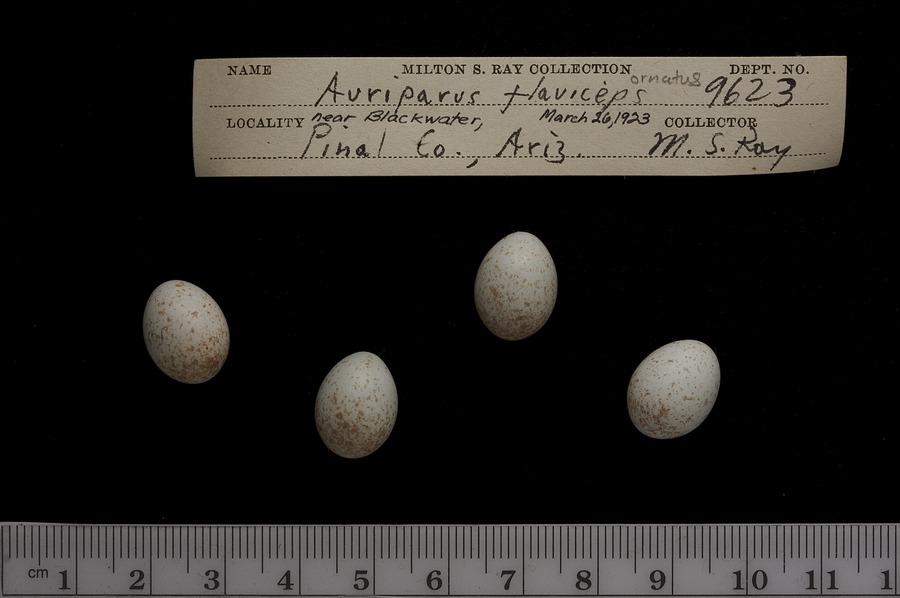 NAME MILTON S. RAY COLLECTION DEPT. NO.
Auriparus flaviceps ornatus 9623
LOCALITY near Blackwater, March 26, 1923 COLLECTOR
Pinal Co., Ariz. M. S. Ray
cm 1 2 3 4 5 6 7 8 9 10 11 1